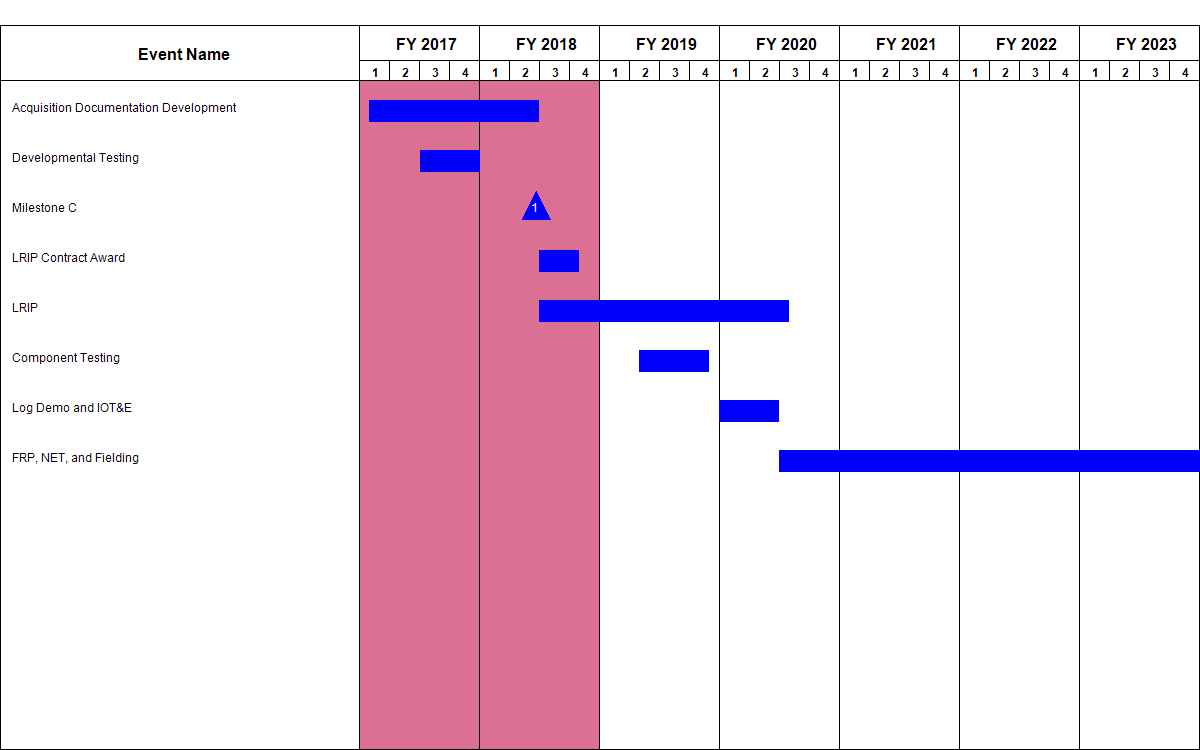 Event Name FY 2017 FY 2018 FY 2019 FY 2020 FY 2021 FY 2022 FY 2023
1 2 3 4 1 2 3 4 1 2 3 4 1 2 3 4 1 2 3 4 1 2 3 4 1 2 3 4
Acquisition Documentation Development
Developmental Testing
Milestone C 1
LRIP Contract Award
LRIP
Component Testing
Log Demo and IOT&E
FRP, NET, and Fielding